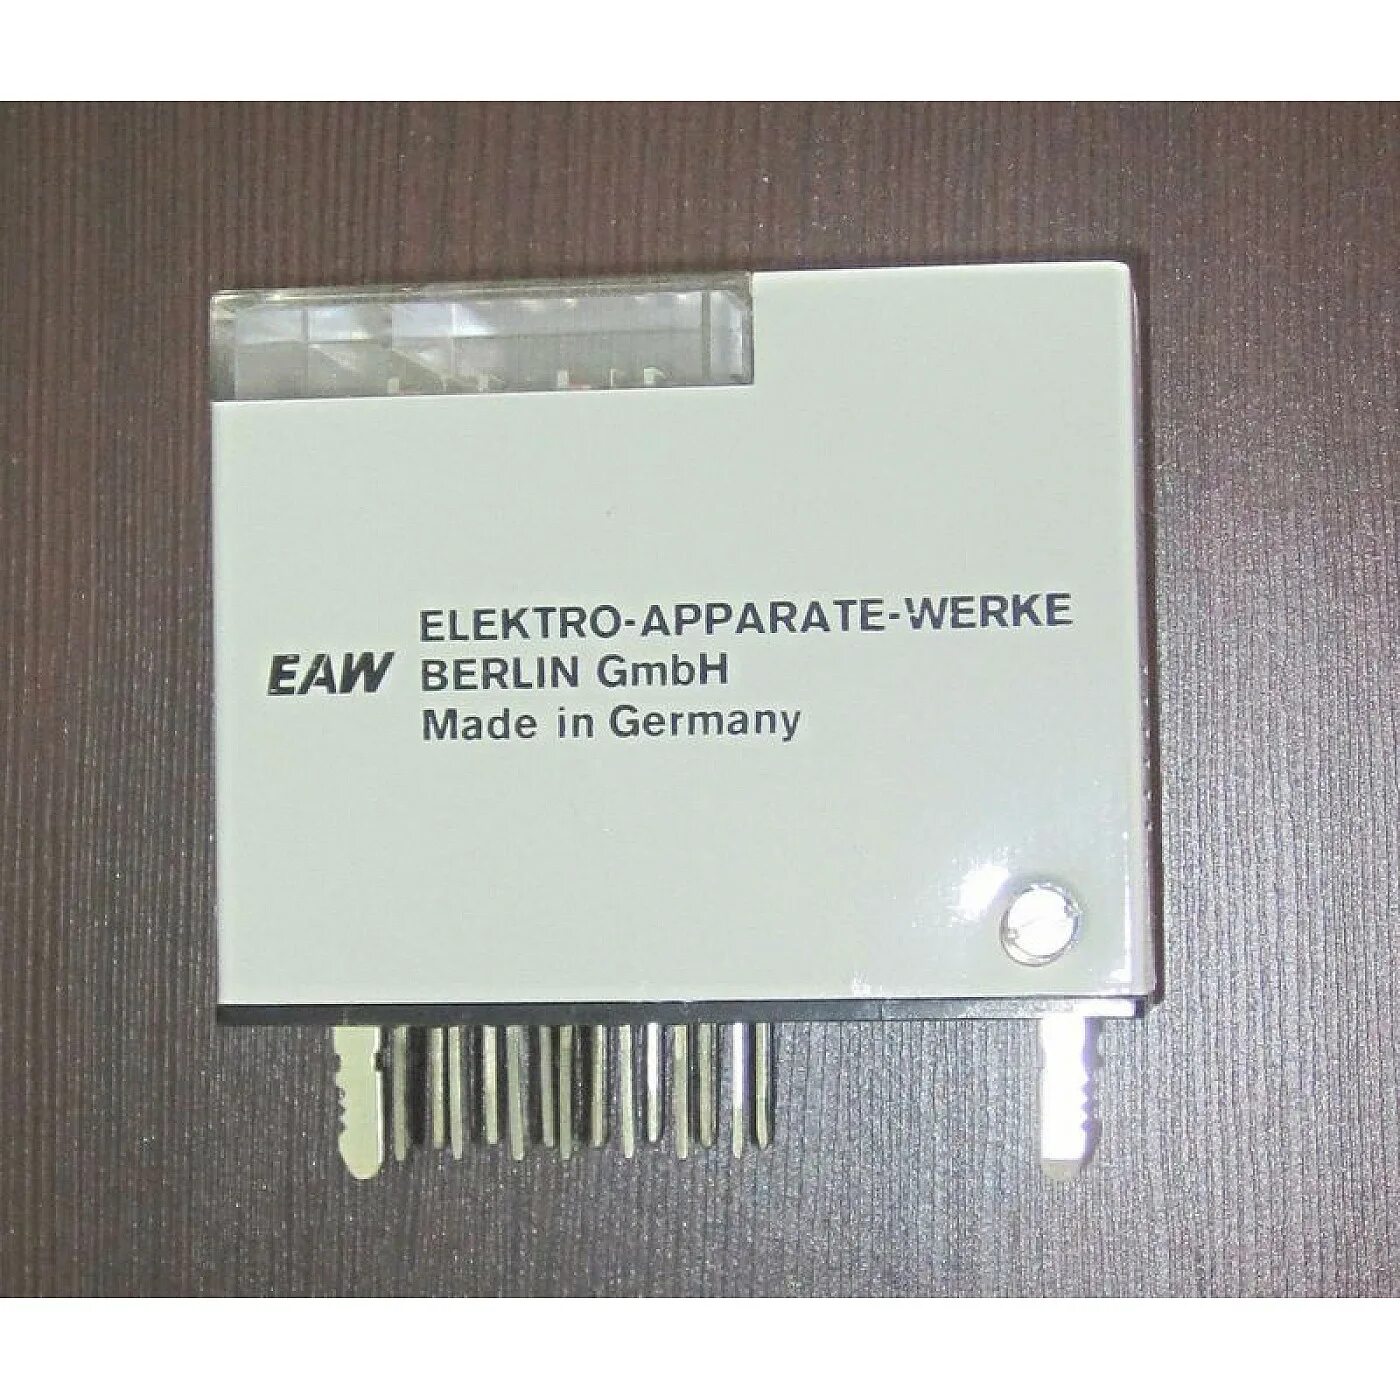 EAW
ELEKTRO-APPARATE-WERKE
BERLIN GmbH
Made in Germany